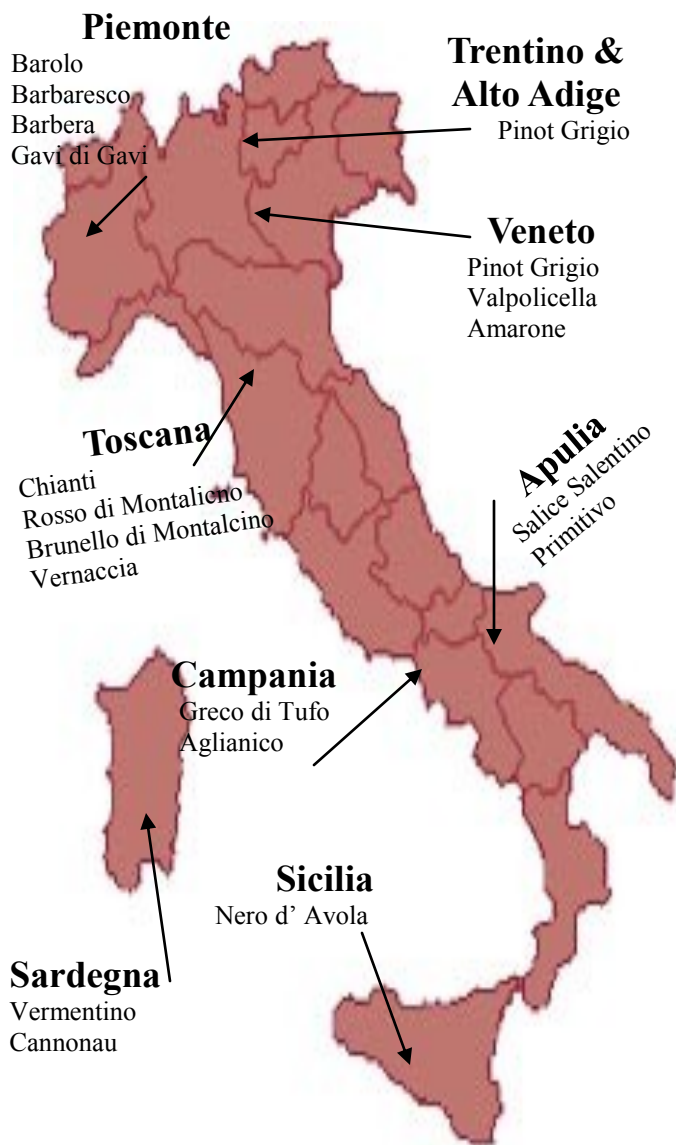 Piemonte
Barolo
Barbaresco
Barbera
Gavi di Gavi
Trentino &
Alto Adige
Pinot Grigio
Veneto
Pinot Grigio
Valpolicella
Amarone
Toscana
Chianti
Rosso di Montalicno
Brunello di Montalcino
Vernaccia
Apulia
Salice Salentino
Primitivo
Campania
Greco di Tufo
Aglianico
Sicilia
Nero d’ Avola
Sardegna
Vermentino
Cannonau